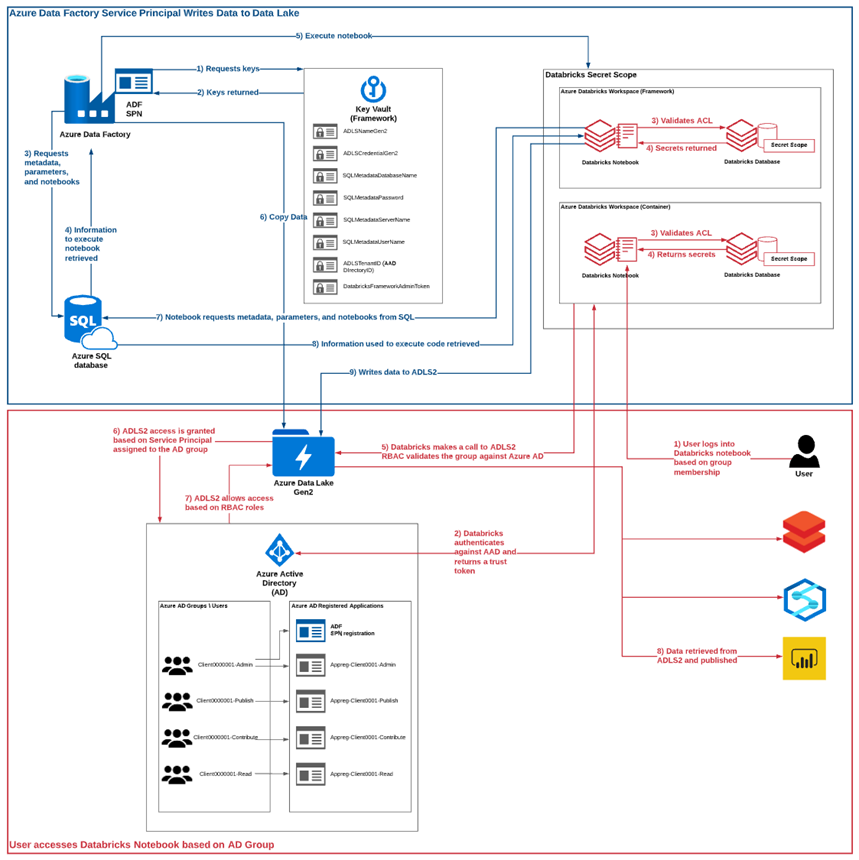 Azure Data Factory Service Principal Writes Data to Data Lake
5) Execute notebook
1) Requests keys
2) Keys returned
ADF
SPN
Azure Data Factory
Key Vault
(Framework)
ADLSNameGen2
ADLSCredentialGen2
SQLMetadataDatabaseName
SQLMetadataPassword
SQLMetadataServerName
SQLMetadataUserName
ADLSTenantID (AAD
DirectoryID)
DatabricksFrameworkAdminToken
3) Requests
metadata,
parameters,
and notebooks
4) Information
to execute
notebook
retrieved
6) Copy Data
SQL
Azure SQL
database
Databricks Secret Scope
Azure Databricks Workspace (Framework)
3) Validates ACL
4) Secrets returned
Secret Scope
Databricks Notebook
Databricks Database
Azure Databricks Workspace (Container)
3) Validates ACL
4) Returns secrets
Secret Scope
Databricks Notebook
Databricks Database
7) Notebook requests metadata, parameters, and notebooks from SQL
8) Information used to execute code retrieved
9) Writes data to ADLS2
6) ADLS2 access is granted
based on Service Principal
assigned to the AD group
5) Databricks makes a call to ADLS2
RBAC validates the group against Azure AD
1) User logs into
Databricks notebook
based on group
membership
User
Azure Data Lake
Gen2
7) ADLS2 allows access
based on RBAC roles
2) Databricks
authenticates
against AAD and
returns a trust
token
Azure Active
Directory
(AD)
Azure AD Groups \ Users
Azure AD Registered Applications
ADF
SPN registration
Client0000001-Admin
Appreg-Client0001-Admin
Client0000001-Publish
Appreg-Client0001-Publish
Client0000001-Contribute
Appreg-Client0001-Contribute
Client0000001-Read
Appreg-Client0001-Read
8) Data retrieved from
ADLS2 and published
User accesses Databricks Notebook based on AD Group